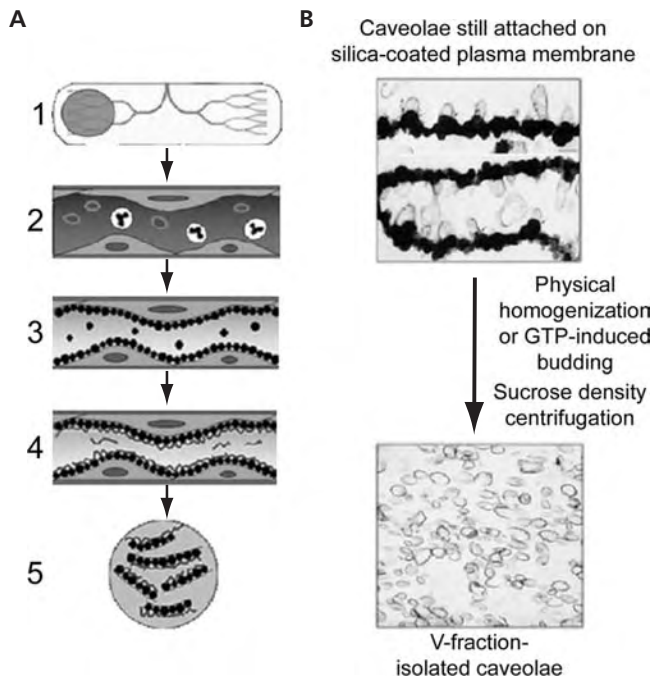 A
1
2
3
4
5
B
Caveolae still attached on
silica-coated plasma membrane
Physical
homogenization
or GTP-induced
budding
Sucrose density
centrifugation
V-fraction-
isolated caveolae